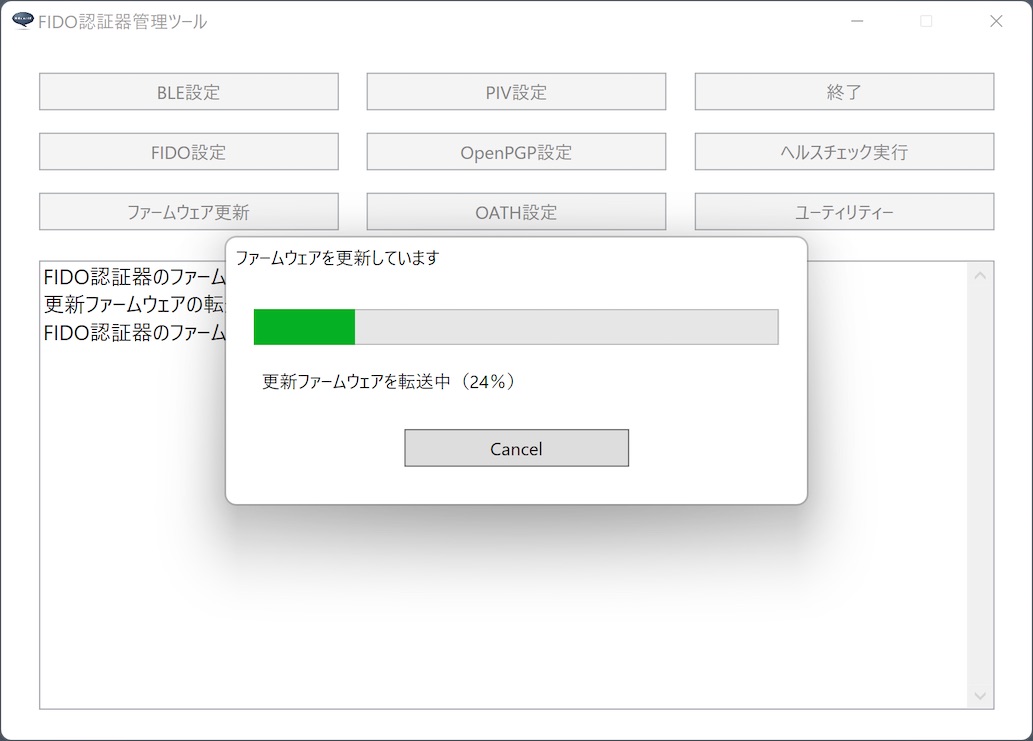 FIDO認証器管理ツール
BLE設定
PIV設定
終了
FIDO設定
OpenPGP設定
ヘルスチェック実行
ファームウェア更新
OATH設定
ユーティリティー
FIDO認証器のファーム
更新ファームウェアの転
FIDO認証器のファーム
ファームウェアを更新しています
更新ファームウェアを転送中（24％）
Cancel